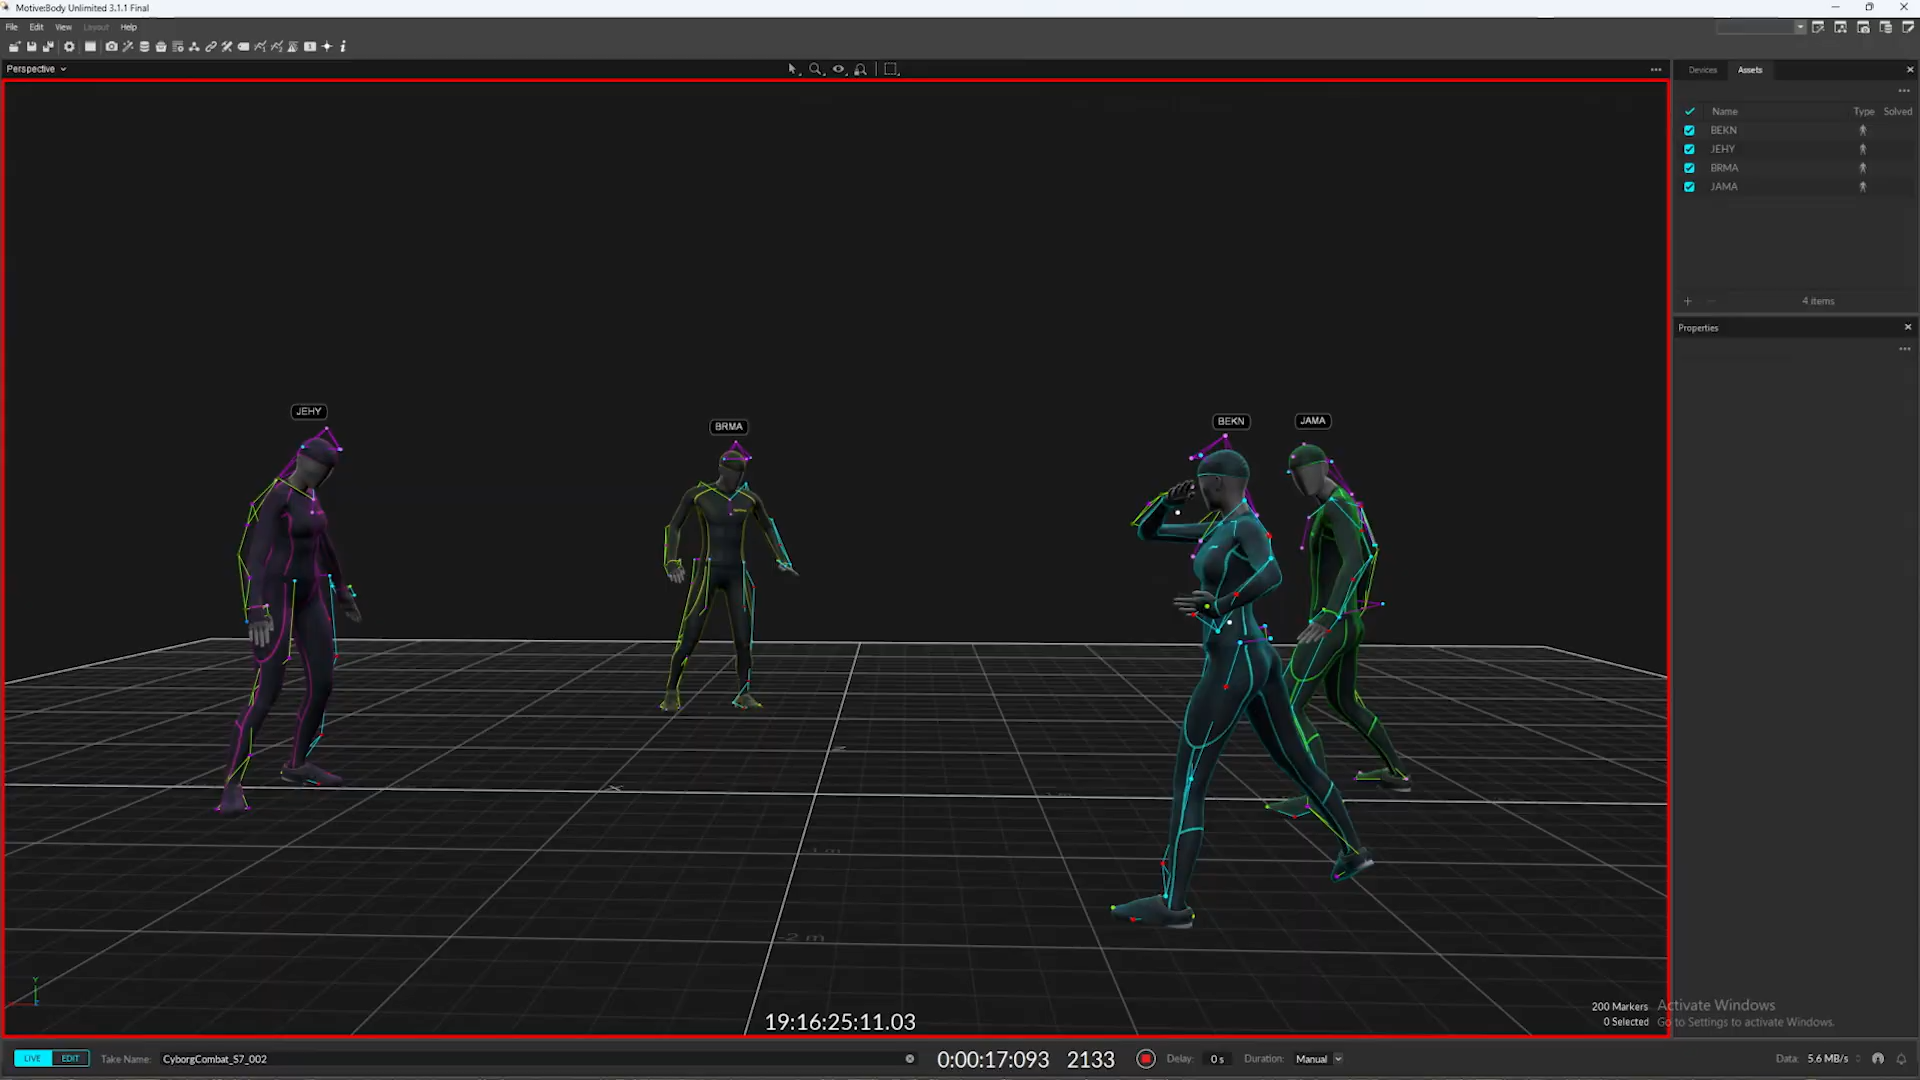 Motive:Body Unlimited 3.1.1 Final
File Edit View Layout Help
Perspective
Devices Assets
Name Type Solved
BEKN
JEHY
BRMA
JAMA
4 items
Properties
JEHY
BRMA
BEKN
JAMA
-2 m
Y
19:16:25:11.03
200 Markers
0 Selected
Activate Windows
Go to Settings to activate Windows.
LIVE EDIT Take Name: CyborgCombat_S7_002 0:00:17:093 2133 Delay: 0 s Duration: Manual Data: 5.6 MB/s